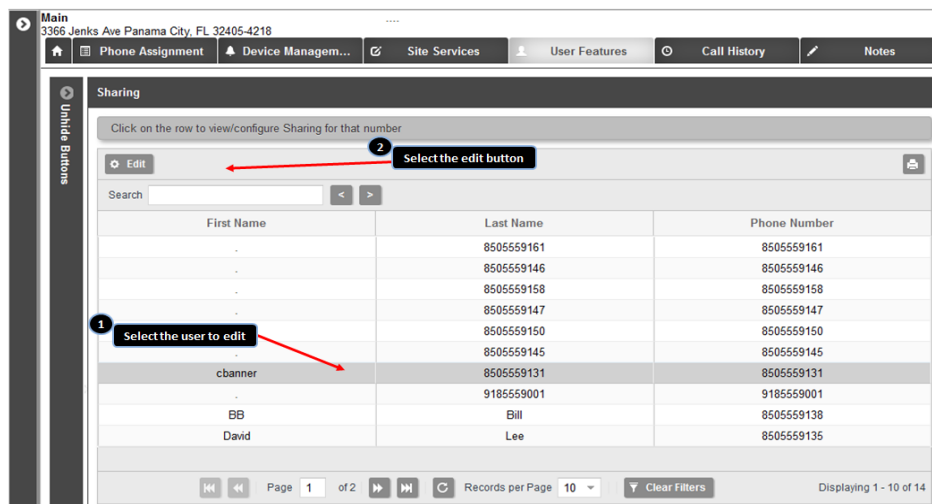 Main
3366 Jenks Ave Panama City, FL 32405-4218
----
Phone Assignment Device Managem... Site Services User Features Call History Notes
Unhide Buttons
Sharing
Click on the row to view/configure Sharing for that number
2 Select the edit button
Edit
Search < >
First Name Last Name Phone Number
. 8505559161 8505559161
. 8505559146 8505559146
. 8505559158 8505559158
. 8505559147 8505559147
. 8505559150 8505559150
1 Select the user to edit
. 8505559145 8505559145
cbanner 8505559131 8505559131
. 9185559001 9185559001
BB Bill 8505559138
David Lee 8505559135
Page 1 of 2 Records per Page 10 Clear Filters Displaying 1 - 10 of 14